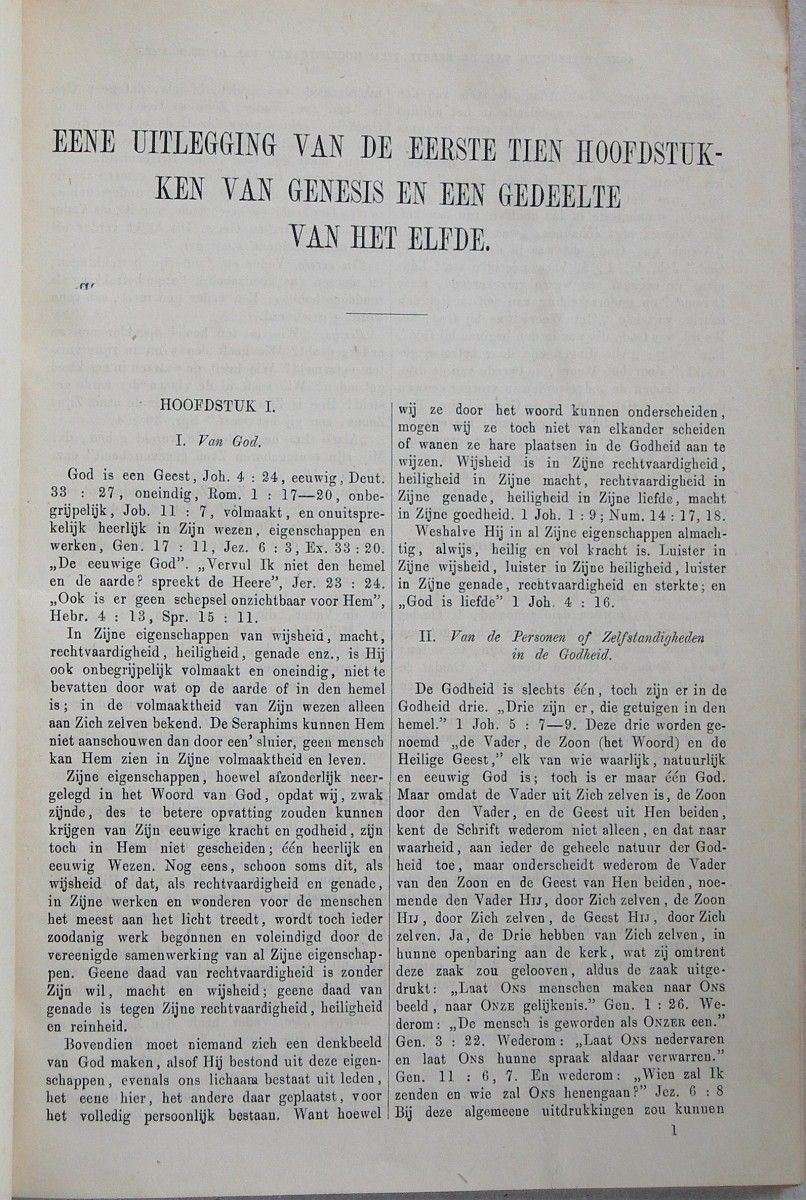 EENE UITLEGGING VAN DE EERSTE TIEN HOOFDSTUK-
KEN VAN GENESIS EN EEN GEDEELTE
VAN HET ELFDE.
HOOFDSTUK I.
I. Van God.
God is een Geest, Joh. 4 : 24, eeuwig, Deut.
33 : 27, oneindig, Rom. 1 : 17—20, onbe-
grijpelijk, Job. 11 : 7, volmaakt, en onuitspre-
kelijk heerlijk in Zijn wezen, eigenschappen en
werken, Gen. 17 : 11, Jez. 6 : 3, Ex. 33 : 20.
„De eeuwige God”. „Vervul Ik niet den hemel
en de aarde? spreekt de Heere”, Jer. 23 : 24.
„Ook is er geen schepsel onzichtbaar voor Hem”,
Hebr. 4 : 13, Spr. 15 : 11.
In Zijne eigenschappen van wijsheid, macht,
rechtvaardigheid, heiligheid, genade enz., is Hij
ook onbegrijpelijk volmaakt en oneindig, niet te
bevatten door wat op de aarde of in den hemel
is; in de volmaaktheid van Zijn wezen alleen
aan Zich zelven bekend. De Seraphims kunnen Hem
niet aanschouwen dan door een' sluier, geen mensch
kan Hem zien in Zijne volmaaktheid en leven.
Zijne eigenschappen, hoewel afzonderlijk neer-
gelegd in het Woord van God, opdat wij, zwak
zijnde, des te betere opvatting zouden kunnen
krijgen van Zijn eeuwige kracht en godheid, zijn
toch in Hem niet gescheiden; één heerlijk en
eeuwig Wezen. Nog eens, schoon soms dit, als
wijsheid of dat, als rechtvaardigheid en genade,
in Zijne werken en wonderen voor de menschen
het meest aan het licht treedt, wordt toch ieder
zoodanig werk begonnen en voleindigd door de
vereenigde samenwerking van al Zijne eigenschap-
pen. Geene daad van rechtvaardigheid is zonder
Zijn wil, macht en wijsheid; geene daad van
genade is tegen Zijne rechtvaardigheid, heiligheid
en reinheid.
Bovendien moet niemand zich een denkbeeld
van God maken, alsof Hij bestond uit deze eigen-
schappen, evenals ons lichaam bestaat uit leden,
het eene hier, het andere daar geplaatst, voor
het volledig persoonlijk bestaan. Want hoewel
wij ze door het woord kunnen onderscheiden,
mogen wij ze toch niet van elkander scheiden
of wanen ze hare plaatsen in de Godheid aan te
wijzen. Wijsheid is in Zijne rechtvaardigheid,
heiligheid in Zijne macht, rechtvaardigheid in
Zijne genade, heiligheid in Zijne liefde, macht
in Zijne goedheid. 1 Joh. 1 : 9; Num. 14 : 17, 18.
Weshalve Hij in al Zijne eigenschappen almach-
tig, alwijs, heilig en vol kracht is. Luister in
Zijne wijsheid, luister in Zijne heiligheid, luister
in Zijne genade, rechtvaardigheid en sterkte; en
„God is liefde” 1 Joh. 4 : 16.
II. Van de Personen of Zelfstandigheden
in de Godheid.
De Godheid is slechts één, toch zijn er in de
Godheid drie. „Drie zijn er, die getuigen in den
hemel.” 1 Joh. 5 : 7—9. Deze drie worden ge-
noemd „de Vader, de Zoon (het Woord) en de
Heilige Geest,” elk van wie waarlijk, natuurlijk
en eeuwig God is; toch is er maar één God.
Maar omdat de Vader uit Zich zelven is, de Zoon
door den Vader, en de Geest uit Hen beiden,
kent de Schrift wederom niet alleen, en dat naar
waarheid, aan ieder de geheele natuur der God-
heid toe, maar onderscheidt wederom de Vader
van den Zoon en de Geest van Hen beiden, noe-
mende den Vader HIJ, door Zich zelven, de Zoon
HIJ, door Zich zelven, de Geest HIJ, door Zich
zelven. Ja, de Drie hebben van Zich zelven, in
hunne openbaring aan de kerk, wat zij omtrent
deze zaak zou gelooven, aldus de zaak uitge-
drukt: „Laat ONS menschen maken naar ONS
beeld, naar ONZE gelijkenis.” Gen. 1 : 26. We-
derom: „De mensch is geworden als ONZER een.”
Gen. 3 : 22. Wederom: „Laat ONS nedervaren
en laat ONS hunne spraak aldaar verwarren.”
Gen. 11 : 6, 7. En wederom: „Wien zal Ik
zenden en wie zal ONS henengaan?” Jez. 6 : 8
Bij deze algemeene uitdrukkingen zou kunnen
1